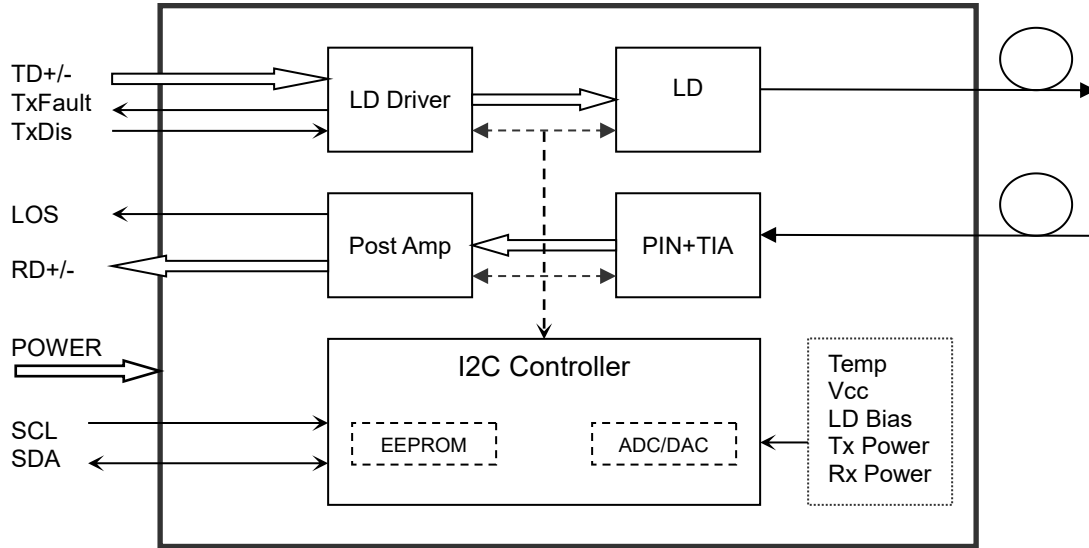 TD+/-
TxFault
TxDis
LD Driver
LD
LOS
RD+/-
Post Amp
PIN+TIA
POWER
SCL
SDA
I2C Controller
EEPROM
ADC/DAC
Temp
Vcc
LD Bias
Tx Power
Rx Power